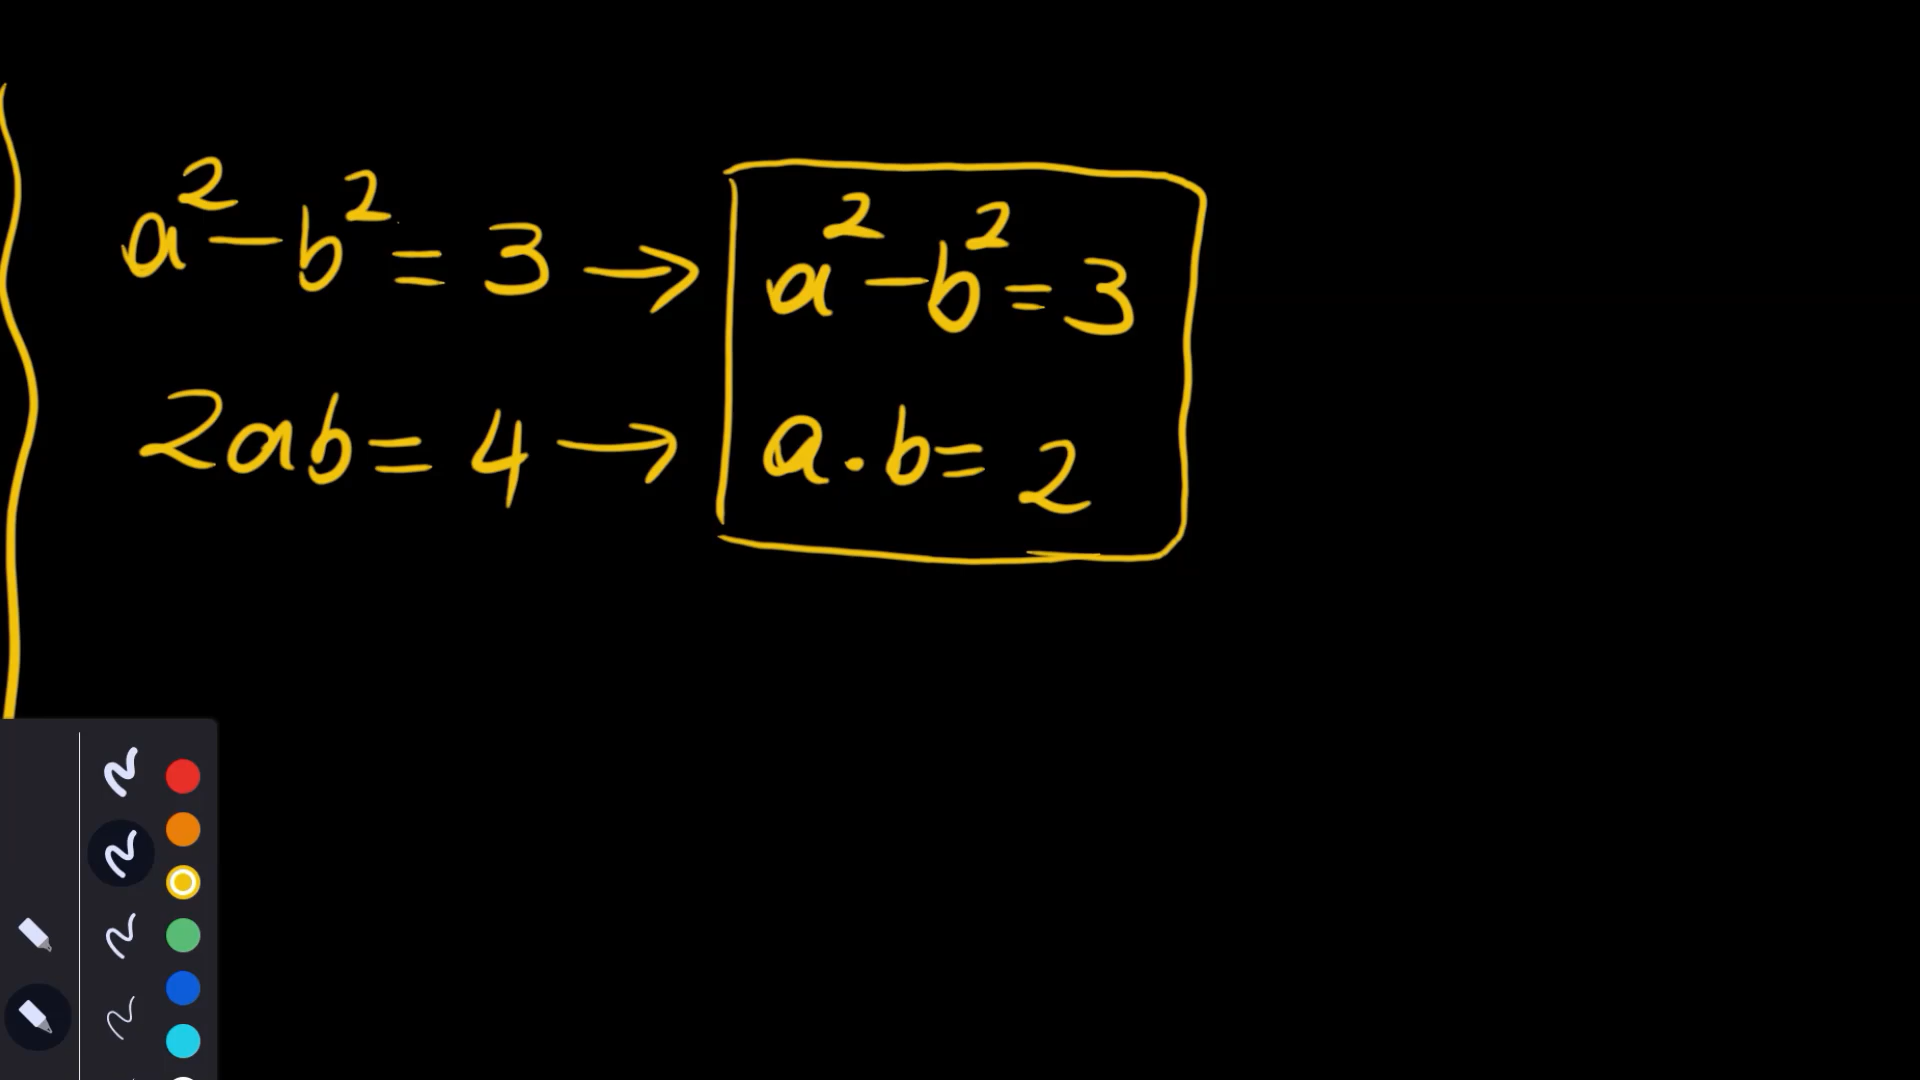 a² - b² = 3 → a² - b² = 3
2ab = 4 → a · b = 2